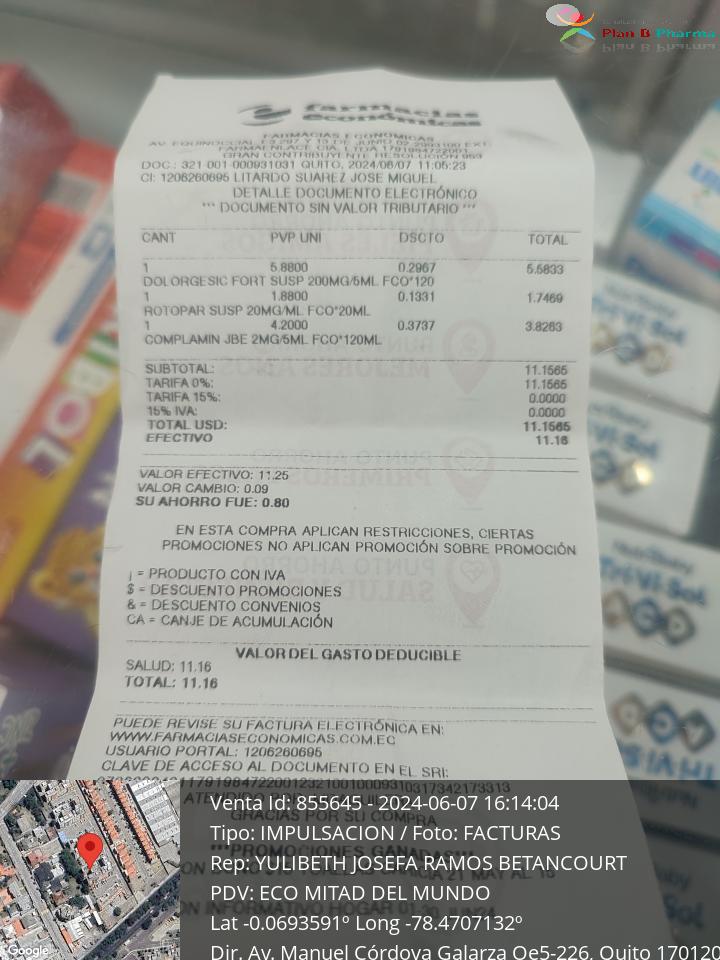 Plan B Pharma
farmacias
económicas
FARMACIAS ECONOMICAS
AV. EQUINOCCIAL
FARMAENLACE CIA. LTDA 1791984722001
GRAN CONTRIBUYENTE RESOLUCIÓN
DOC.: 321-001-000931031 QUITO, 2024/06/07 11:05:23
CI: 1206260695 LITARDO SUAREZ JOSE MIGUEL
DETALLE DOCUMENTO ELECTRÓNICO
*** DOCUMENTO SIN VALOR TRIBUTARIO ***
CANT PVP UNI DSCTO TOTAL
1 5.8800 0.2967 5.5833
DOLORGESIC FORT SUSP 200MG/5ML FCO*120
1 1.8800 0.1331 1.7469
ROTOPAR SUSP 20MG/ML FCO*20ML
1 4.2000 0.3737 3.8263
COMPLAMIN JBE 2MG/5ML FCO*120ML
SUBTOTAL: 11.1565
TARIFA 0%: 11.1565
TARIFA 15%: 0.0000
15% IVA: 0.0000
TOTAL USD: 11.1565
EFECTIVO 11.16
VALOR EFECTIVO: 11.25
VALOR CAMBIO: 0.09
SU AHORRO FUE: 0.80
EN ESTA COMPRA APLICAN RESTRICCIONES, CIERTAS
PROMOCIONES NO APLICAN PROMOCIÓN SOBRE PROMOCIÓN
¡ = PRODUCTO CON IVA
$ = DESCUENTO PROMOCIONES
& = DESCUENTO CONVENIOS
CA = CANJE DE ACUMULACIÓN
VALOR DEL GASTO DEDUCIBLE
SALUD: 11.16
TOTAL: 11.16
PUEDE REVISE SU FACTURA ELECTRÓNICA EN:
WWW.FARMACIASECONOMICAS.COM.EC
USUARIO PORTAL: 1206260695
CLAVE DE ACCESO AL DOCUMENTO EN EL SRI:
GRACIAS POR SU COMPRA
***PROMOCIONES GANADAS***
Tri-Vi-Sol
Venta Id: 855645 - 2024-06-07 16:14:04
Tipo: IMPULSACION / Foto: FACTURAS
Rep: YULIBETH JOSEFA RAMOS BETANCOURT
PDV: ECO MITAD DEL MUNDO
Lat -0.0693591º Long -78.4707132º
Dir. Av. Manuel Córdova Galarza Oe5-226, Quito 170120
Google